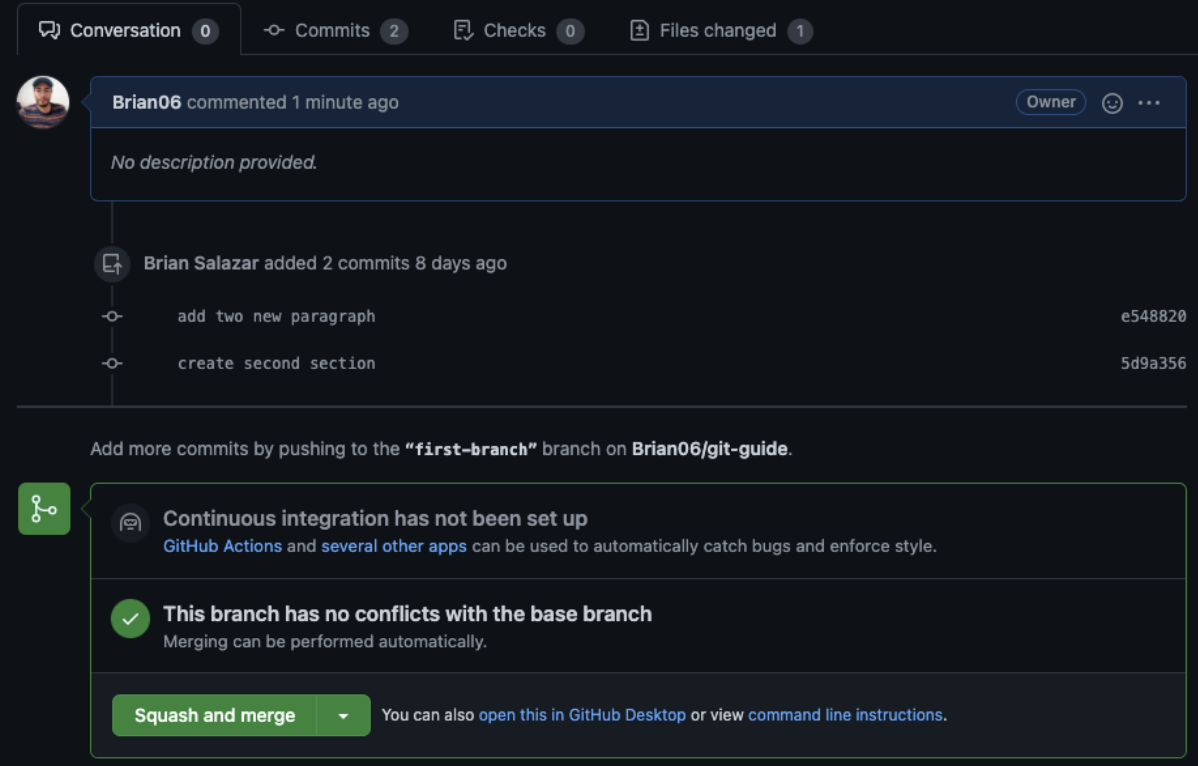 Conversation 0 Commits 2 Checks 0 Files changed 1
Brian06 commented 1 minute ago Owner
No description provided.
Brian Salazar added 2 commits 8 days ago
add two new paragraph e548820
create second section 5d9a356
Add more commits by pushing to the “first-branch” branch on Brian06/git-guide.
Continuous integration has not been set up
GitHub Actions and several other apps can be used to automatically catch bugs and enforce style.
This branch has no conflicts with the base branch
Merging can be performed automatically.
Squash and merge You can also open this in GitHub Desktop or view command line instructions.